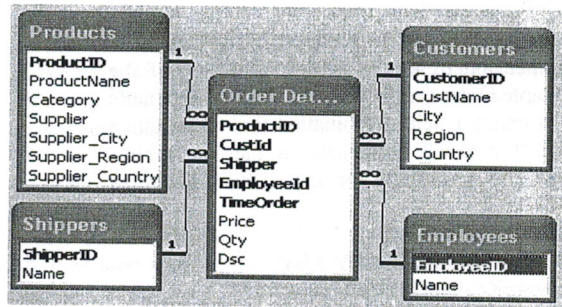 Products
ProductID
ProductName
Category
Supplier
Supplier_City
Supplier_Region
Supplier_Country
Shippers
ShipperID
Name
Order Det...
ProductID
CustId
Shipper
EmployeeId
TimeOrder
Price
Qty
Dsc
Customers
CustomerID
CustName
City
Region
Country
Employees
EmployeeID
Name
1
∞
∞
1
1
∞
∞
1